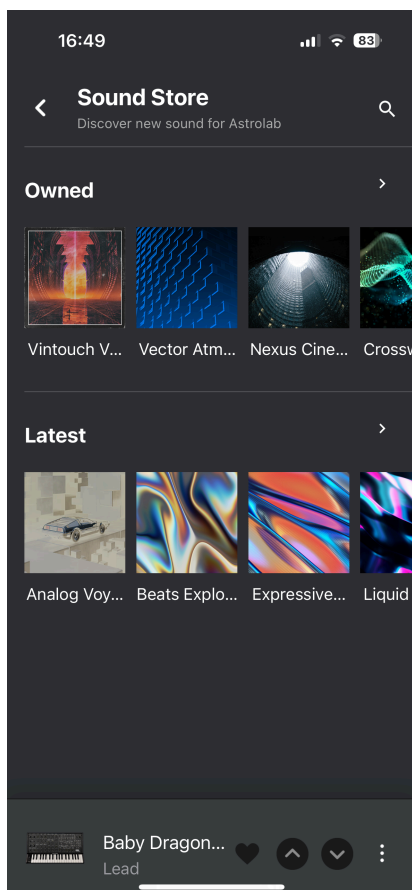 16:49
83
Sound Store
Discover new sound for Astrolab
Owned
Vintouch V... Vector Atm... Nexus Cine... Crossw
Latest
Analog Voy... Beats Explo... Expressive... Liquid
Baby Dragon...
Lead